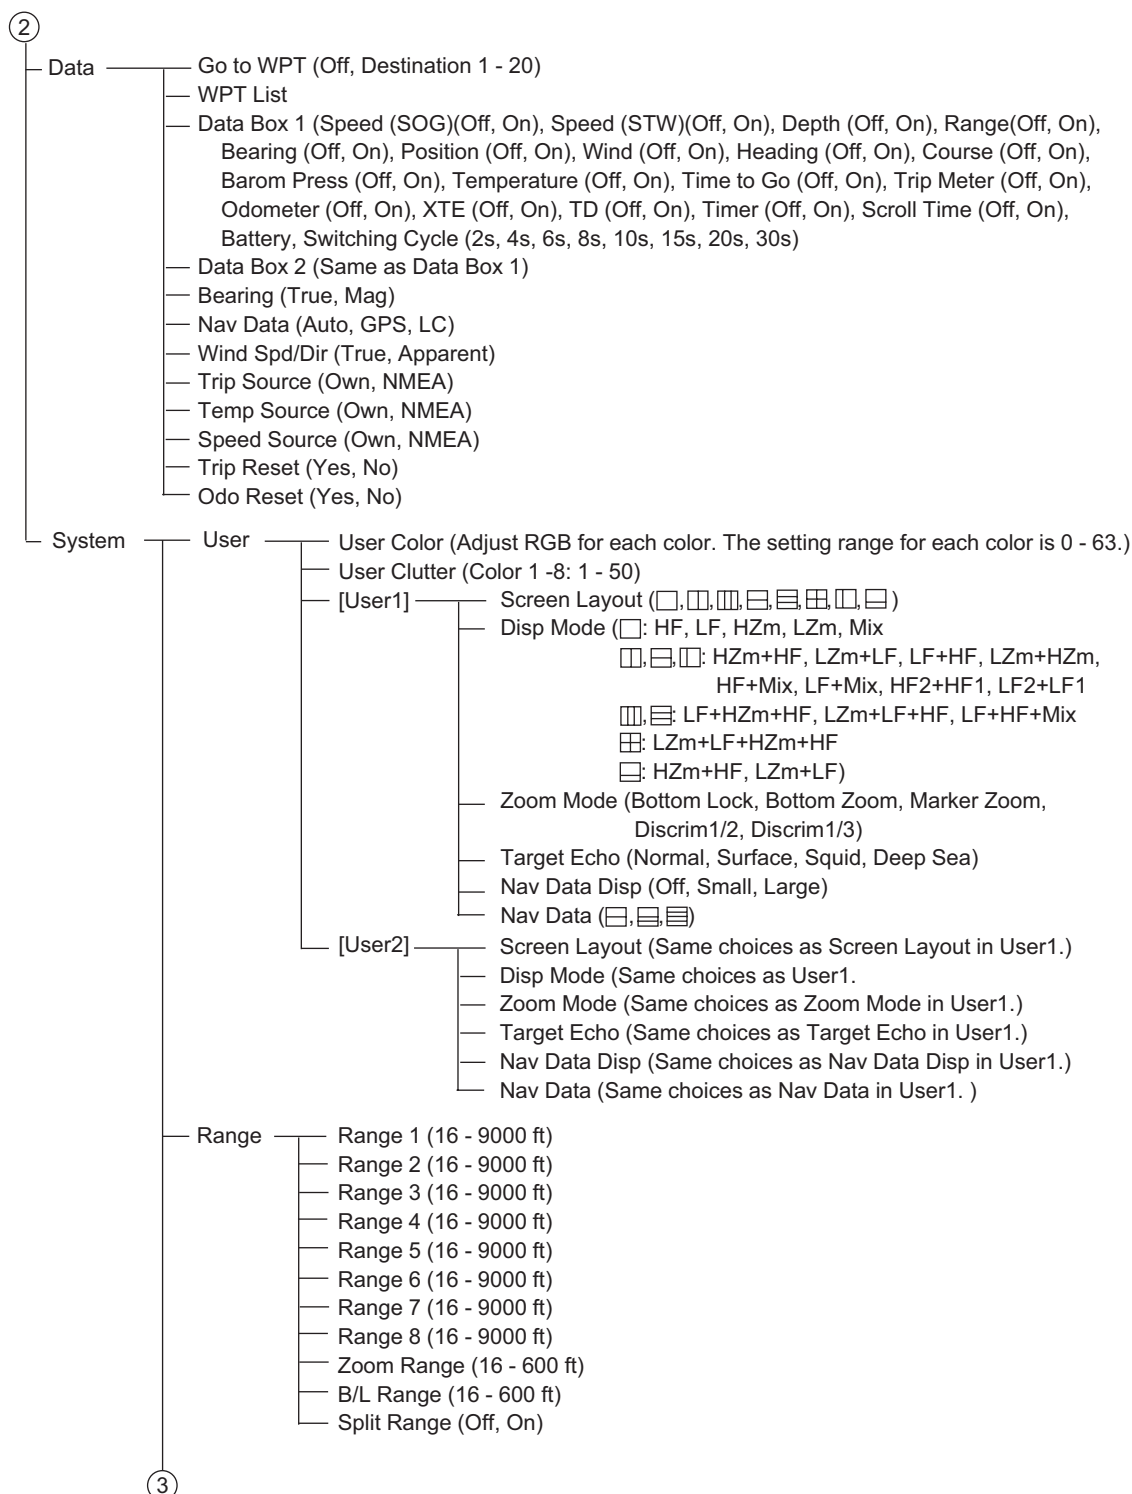 2
Data
Go to WPT (Off, Destination 1 - 20)
WPT List
Data Box 1 (Speed (SOG)(Off, On), Speed (STW)(Off, On), Depth (Off, On), Range(Off, On),
Bearing (Off, On), Position (Off, On), Wind (Off, On), Heading (Off, On), Course (Off, On),
Barom Press (Off, On), Temperature (Off, On), Time to Go (Off, On), Trip Meter (Off, On),
Odometer (Off, On), XTE (Off, On), TD (Off, On), Timer (Off, On), Scroll Time (Off, On),
Battery, Switching Cycle (2s, 4s, 6s, 8s, 10s, 15s, 20s, 30s)
Data Box 2 (Same as Data Box 1)
Bearing (True, Mag)
Nav Data (Auto, GPS, LC)
Wind Spd/Dir (True, Apparent)
Trip Source (Own, NMEA)
Temp Source (Own, NMEA)
Speed Source (Own, NMEA)
Trip Reset (Yes, No)
Odo Reset (Yes, No)
System
User
User Color (Adjust RGB for each color. The setting range for each color is 0 - 63.)
User Clutter (Color 1 -8: 1 - 50)
[User1]
Screen Layout ( , , , , , , , )
Disp Mode ( : HF, LF, HZm, LZm, Mix
, , : HZm+HF, LZm+LF, LF+HF, LZm+HZm,
HF+Mix, LF+Mix, HF2+HF1, LF2+LF1
, : LF+HZm+HF, LZm+LF+HF, LF+HF+Mix
: LZm+LF+HZm+HF
: HZm+HF, LZm+LF)
Zoom Mode (Bottom Lock, Bottom Zoom, Marker Zoom,
Discrim1/2, Discrim1/3)
Target Echo (Normal, Surface, Squid, Deep Sea)
Nav Data Disp (Off, Small, Large)
Nav Data ( , , )
[User2]
Screen Layout (Same choices as Screen Layout in User1.)
Disp Mode (Same choices as User1.
Zoom Mode (Same choices as Zoom Mode in User1.)
Target Echo (Same choices as Target Echo in User1.)
Nav Data Disp (Same choices as Nav Data Disp in User1.)
Nav Data (Same choices as Nav Data in User1. )
Range
Range 1 (16 - 9000 ft)
Range 2 (16 - 9000 ft)
Range 3 (16 - 9000 ft)
Range 4 (16 - 9000 ft)
Range 5 (16 - 9000 ft)
Range 6 (16 - 9000 ft)
Range 7 (16 - 9000 ft)
Range 8 (16 - 9000 ft)
Zoom Range (16 - 600 ft)
B/L Range (16 - 600 ft)
Split Range (Off, On)
3